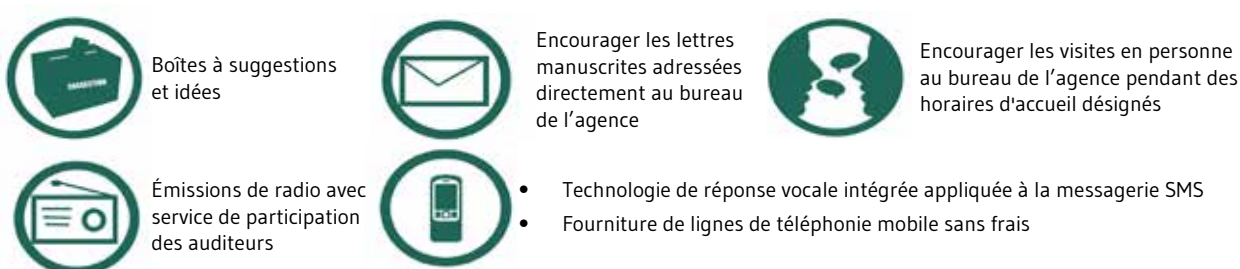 SUGGESTION
Boîtes à suggestions
et idées
Encourager les lettres
manuscrites adressées
directement au bureau
de l’agence
Encourager les visites en personne
au bureau de l’agence pendant des
horaires d'accueil désignés
Émissions de radio avec
service de participation
des auditeurs
• Technologie de réponse vocale intégrée appliquée à la messagerie SMS
• Fourniture de lignes de téléphonie mobile sans frais